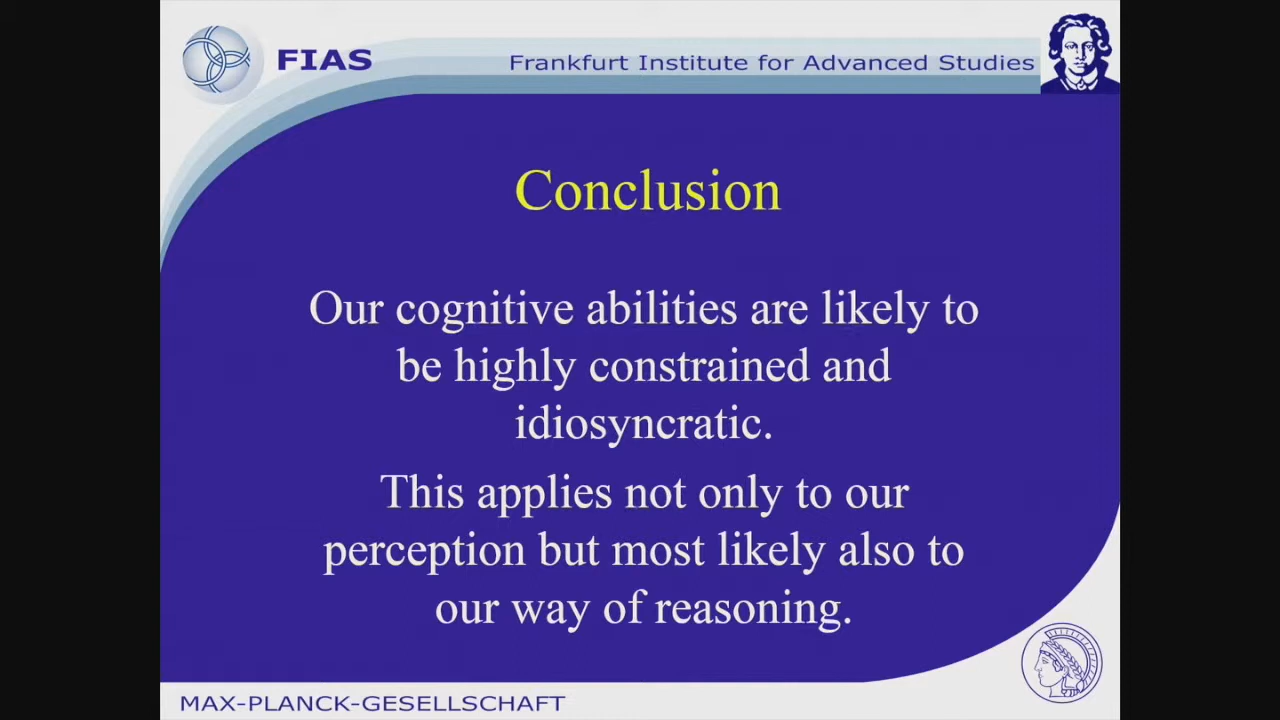 FIAS
Frankfurt Institute for Advanced Studies
Conclusion
Our cognitive abilities are likely to
be highly constrained and
idiosyncratic.
This applies not only to our
perception but most likely also to
our way of reasoning.
MAX-PLANCK-GESELLSCHAFT